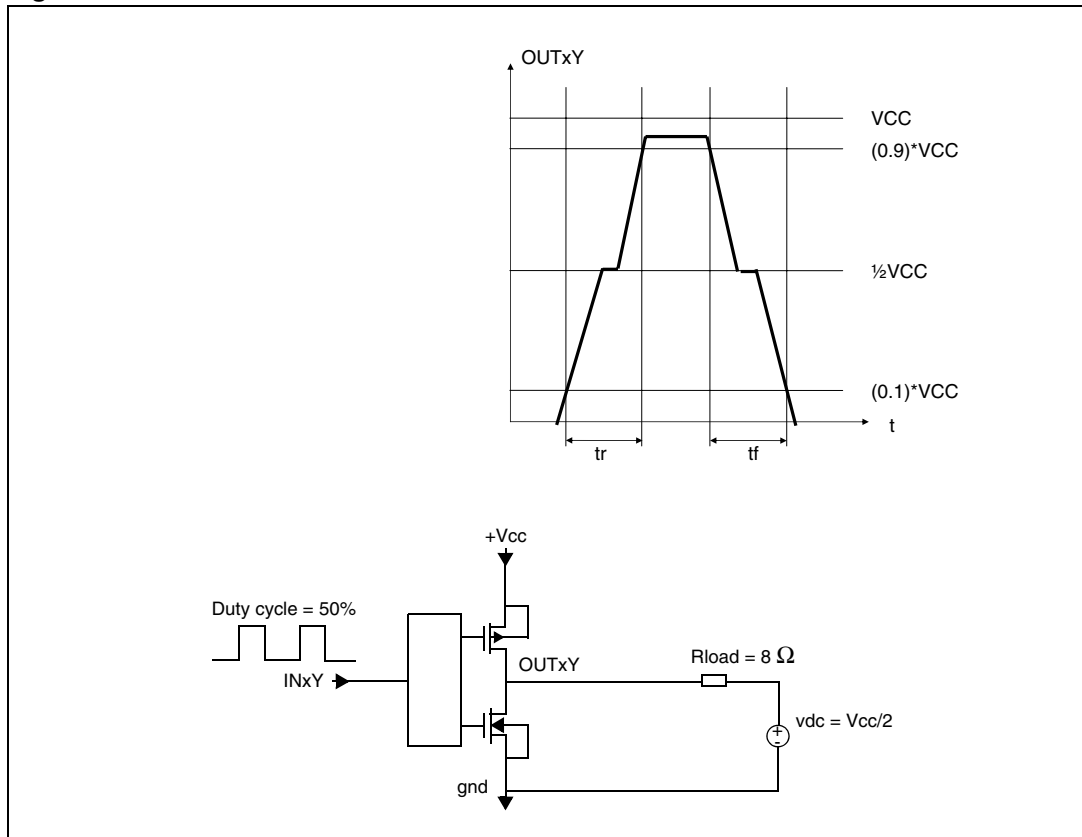 OUTxY
VCC
(0.9)*VCC
½VCC
(0.1)*VCC
t
tr
tf
+Vcc
Duty cycle = 50%
INxY
OUTxY
Rload = 8 Ω
vdc = Vcc/2
+
-
gnd